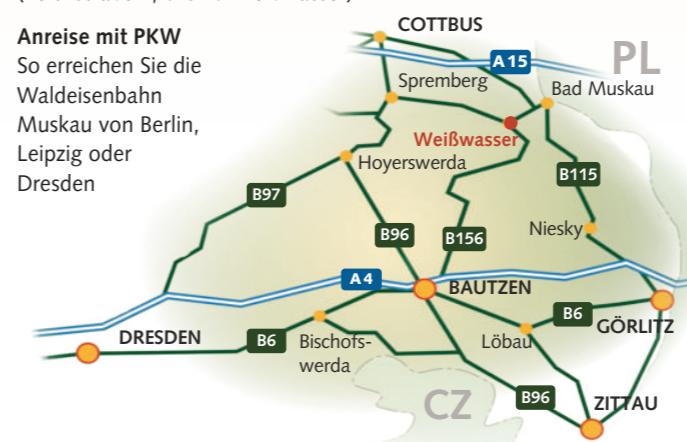 Anreise mit PKW
So erreichen Sie die
Waldeisenbahn
Muskau von Berlin,
Leipzig oder
Dresden
COTTBUS
A 15
PL
Spremberg
Bad Muskau
Weißwasser
Hoyerswerda
B97
B115
B96
B156
Niesky
A 4
BAUTZEN
B6
GÖRLITZ
DRESDEN
B6
Bischofs-
werda
Löbau
CZ
B96
ZITTAU